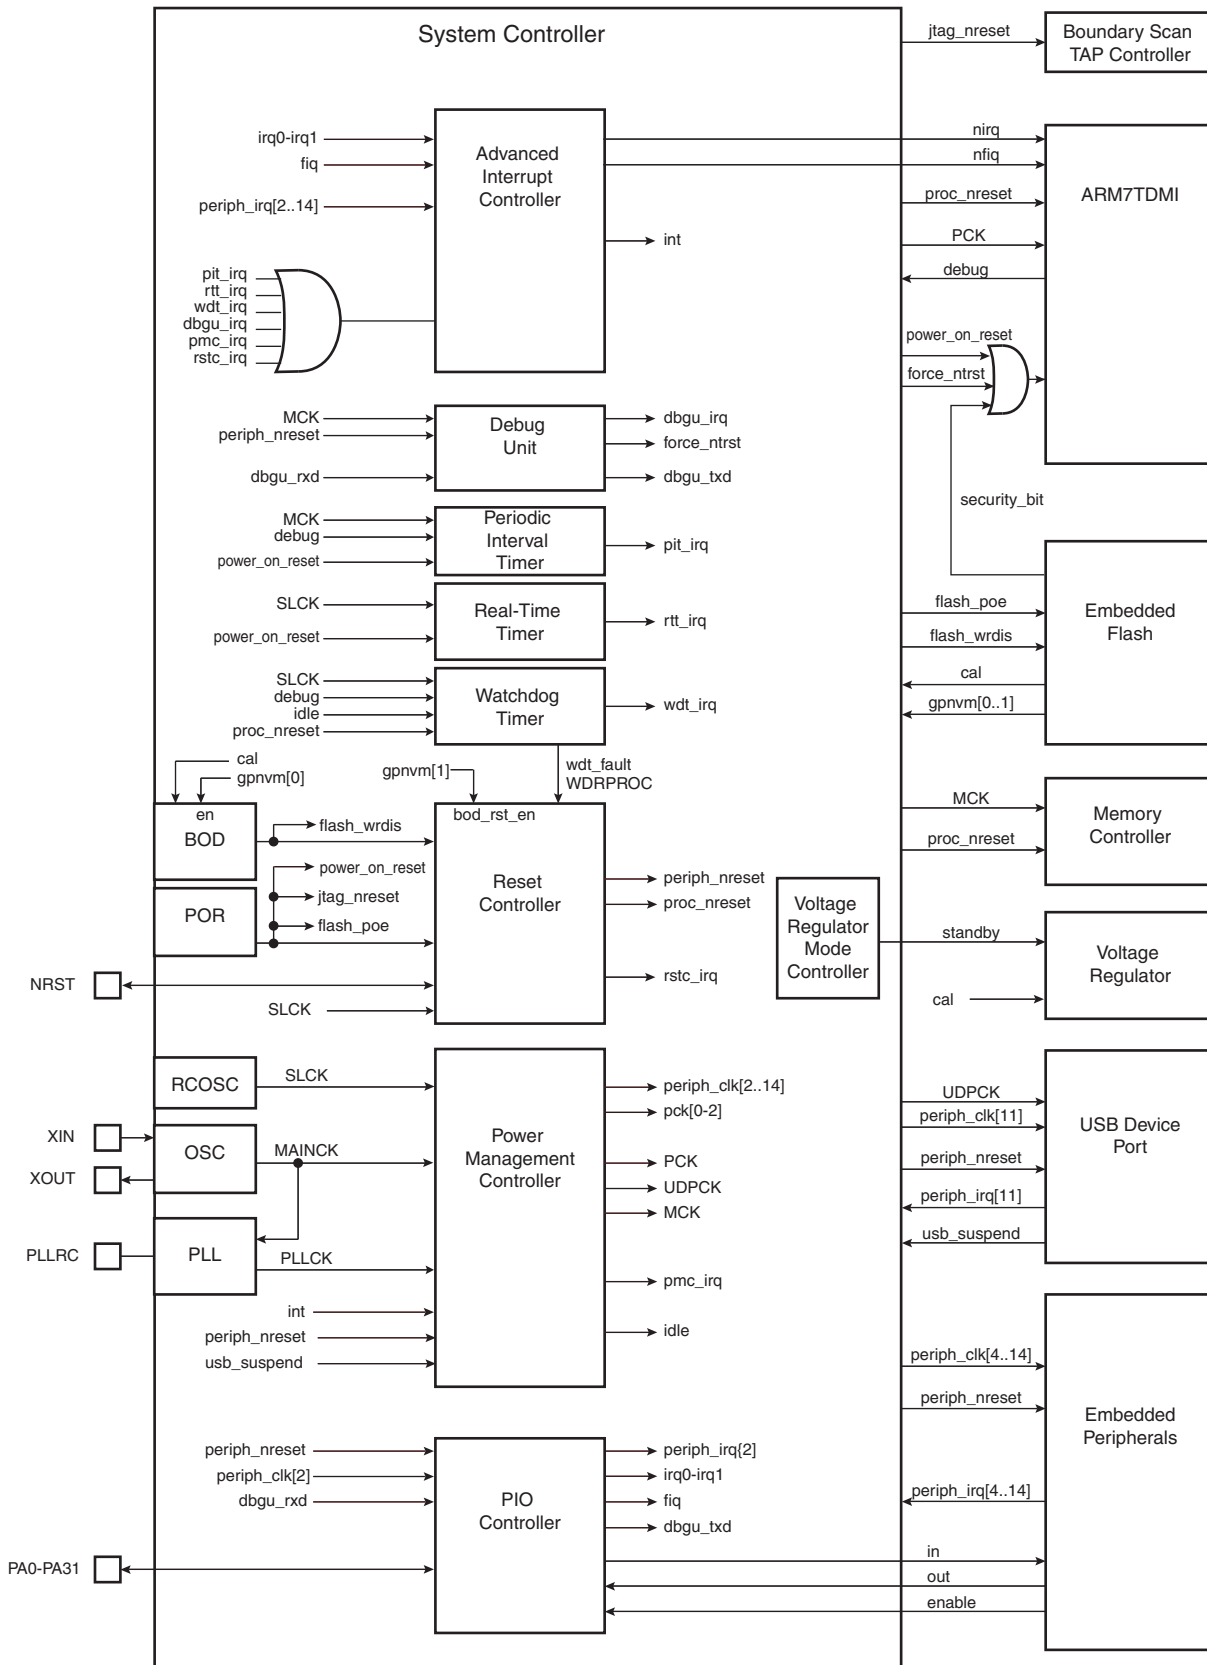 System Controller
jtag_nreset
Boundary Scan
TAP Controller
irq0-irq1
fiq
periph_irq[2..14]
Advanced
Interrupt
Controller
int
nirq
nfiq
proc_nreset
PCK
debug
ARM7TDMI
pit_irq
rtt_irq
wdt_irq
dbgu_irq
pmc_irq
rstc_irq
power_on_reset
force_ntrst
security_bit
MCK
periph_nreset
dbgu_rxd
Debug
Unit
dbgu_irq
force_ntrst
dbgu_txd
MCK
debug
power_on_reset
Periodic
Interval
Timer
pit_irq
SLCK
power_on_reset
Real-Time
Timer
rtt_irq
flash_poe
flash_wrdis
cal
gpnvm[0..1]
Embedded
Flash
SLCK
debug
idle
proc_nreset
Watchdog
Timer
wdt_irq
cal
gpnvm[0]
gpnvm[1]
wdt_fault
WDRPROC
en
BOD
flash_wrdis
bod_rst_en
Reset
Controller
POR
power_on_reset
jtag_nreset
flash_poe
periph_nreset
proc_nreset
rstc_irq
NRST
SLCK
MCK
proc_nreset
Memory
Controller
Voltage
Regulator
Mode
Controller
standby
cal
Voltage
Regulator
RCOSC
SLCK
XIN
XOUT
OSC
MAINCK
PLLRC
PLL
PLLCK
int
periph_nreset
usb_suspend
Power
Management
Controller
periph_clk[2..14]
pck[0-2]
PCK
UDPCK
MCK
pmc_irq
idle
UDPCK
periph_clk[11]
periph_nreset
periph_irq[11]
usb_suspend
USB Device
Port
periph_clk[4..14]
periph_nreset
periph_irq[4..14]
in
out
enable
Embedded
Peripherals
periph_nreset
periph_clk[2]
dbgu_rxd
PIO
Controller
periph_irq{2]
irq0-irq1
fiq
dbgu_txd
PA0-PA31